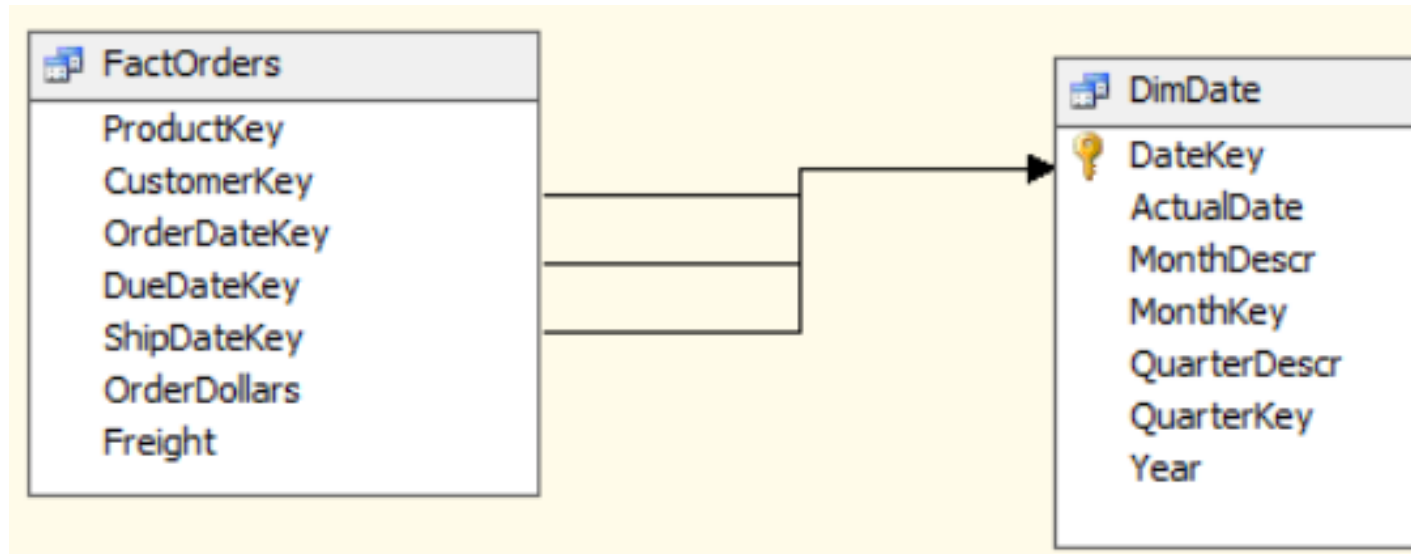 FactOrders
ProductKey
CustomerKey
OrderDateKey
DueDateKey
ShipDateKey
OrderDollars
Freight
DimDate
DateKey
ActualDate
MonthDescr
MonthKey
QuarterDescr
QuarterKey
Year